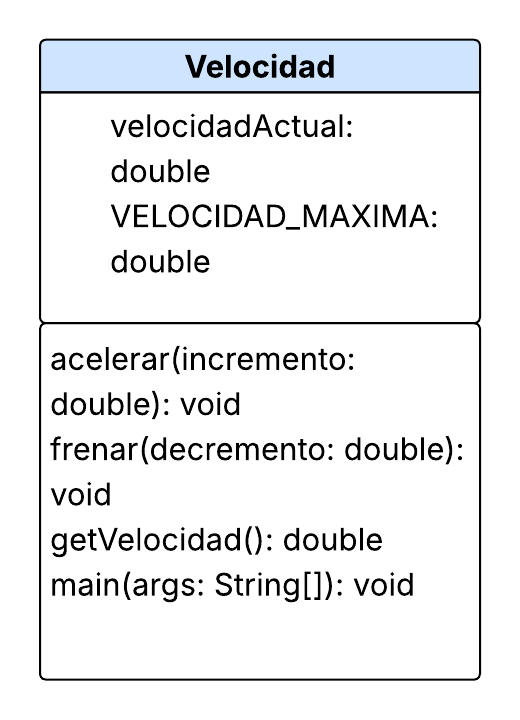 Velocidad
velocidadActual:
double
VELOCIDAD_MAXIMA:
double
acelerar(incremento:
double): void
frenar(decremento: double):
void
getVelocidad(): double
main(args: String[]): void